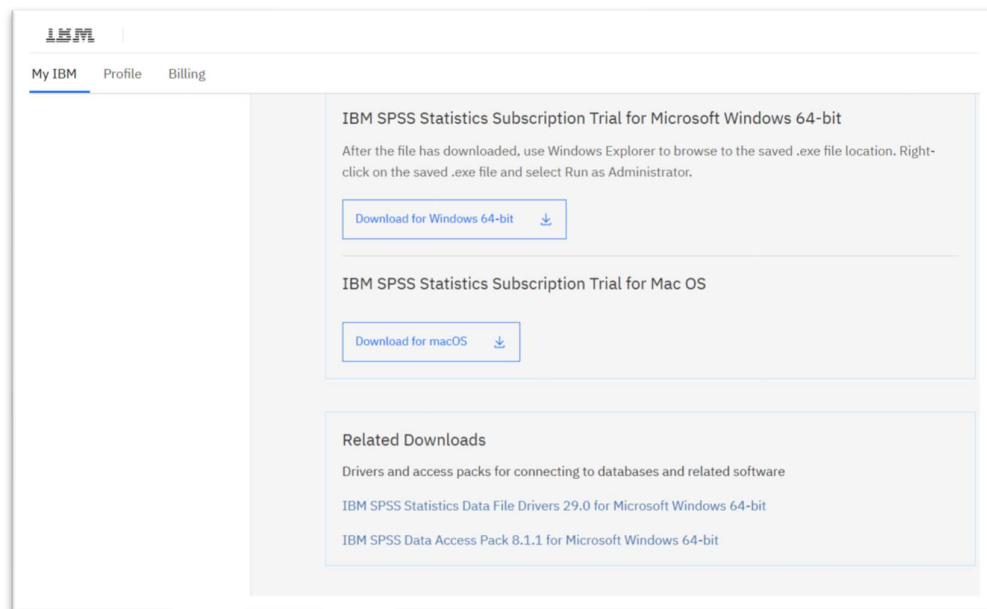 IBM
My IBM Profile Billing
IBM SPSS Statistics Subscription Trial for Microsoft Windows 64-bit
After the file has downloaded, use Windows Explorer to browse to the saved .exe file location. Right-
click on the saved .exe file and select Run as Administrator.
Download for Windows 64-bit
IBM SPSS Statistics Subscription Trial for Mac OS
Download for macOS
Related Downloads
Drivers and access packs for connecting to databases and related software
IBM SPSS Statistics Data File Drivers 29.0 for Microsoft Windows 64-bit
IBM SPSS Data Access Pack 8.1.1 for Microsoft Windows 64-bit